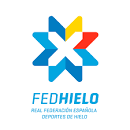 FEDHIELO
REAL FEDERACIÓN ESPAÑOLA
DEPORTES DE HIELO